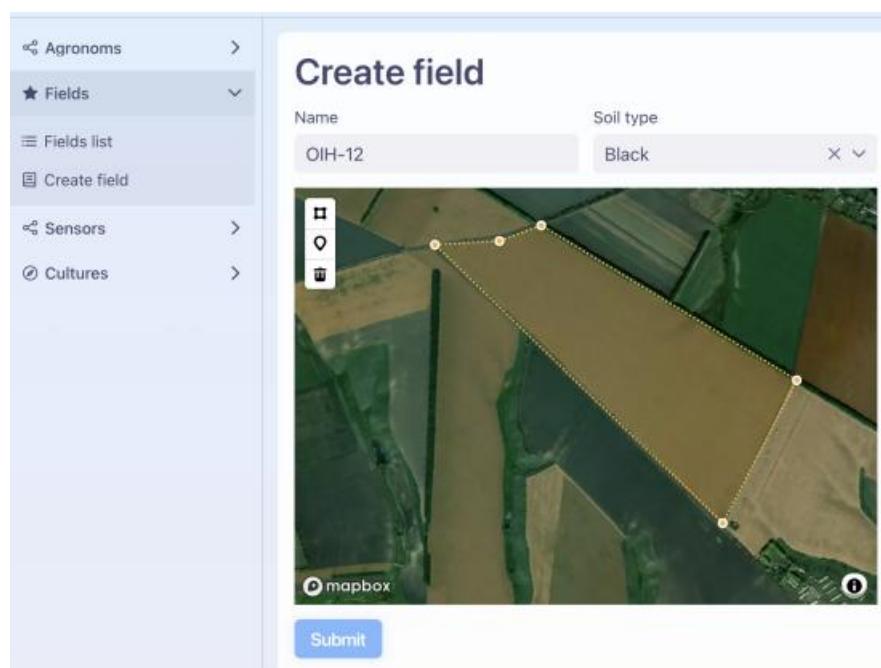 Agronoms
Fields
Fields list
Create field
Sensors
Cultures
Create field
Name
Soil type
OIH-12
Black
mapbox
Submit